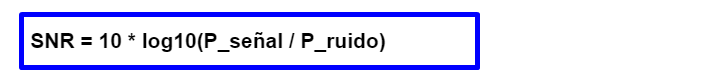 SNR = 10 * log10(P_señal / P_ruido)